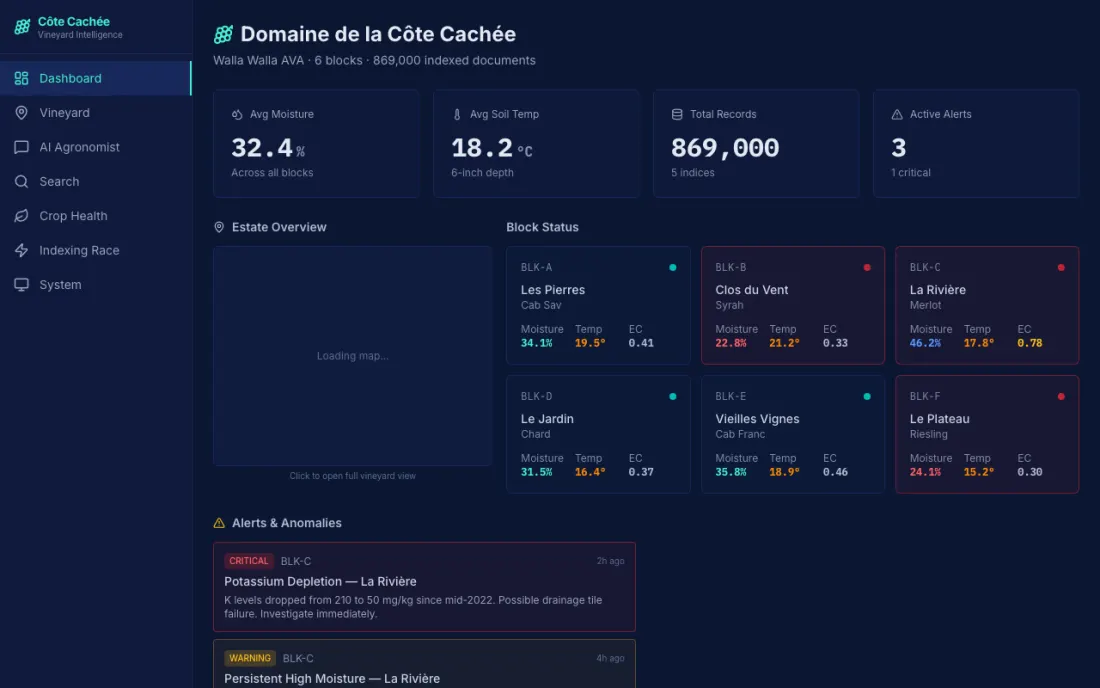 Côte Cachée
Vineyard Intelligence
Dashboard
Vineyard
AI Agronomist
Search
Crop Health
Indexing Race
System
Domaine de la Côte Cachée
Walla Walla AVA · 6 blocks · 869,000 indexed documents
Avg Moisture
32.4%
Across all blocks
Avg Soil Temp
18.2°C
6-inch depth
Total Records
869,000
5 indices
Active Alerts
3
1 critical
Estate Overview
Loading map...
Click to open full vineyard view
Block Status
BLK-A
Les Pierres
Cab Sav
Moisture Temp EC
34.1% 19.5° 0.41
BLK-B
Clos du Vent
Syrah
Moisture Temp EC
22.8% 21.2° 0.33
BLK-C
La Rivière
Merlot
Moisture Temp EC
46.2% 17.8° 0.78
BLK-D
Le Jardin
Chard
Moisture Temp EC
31.5% 16.4° 0.37
BLK-E
Vieilles Vignes
Cab Franc
Moisture Temp EC
35.8% 18.9° 0.46
BLK-F
Le Plateau
Riesling
Moisture Temp EC
24.1% 15.2° 0.30
Alerts & Anomalies
CRITICAL BLK-C 2h ago
Potassium Depletion — La Rivière
K levels dropped from 210 to 50 mg/kg since mid-2022. Possible drainage tile
failure. Investigate immediately.
WARNING BLK-C 4h ago
Persistent High Moisture — La Rivière